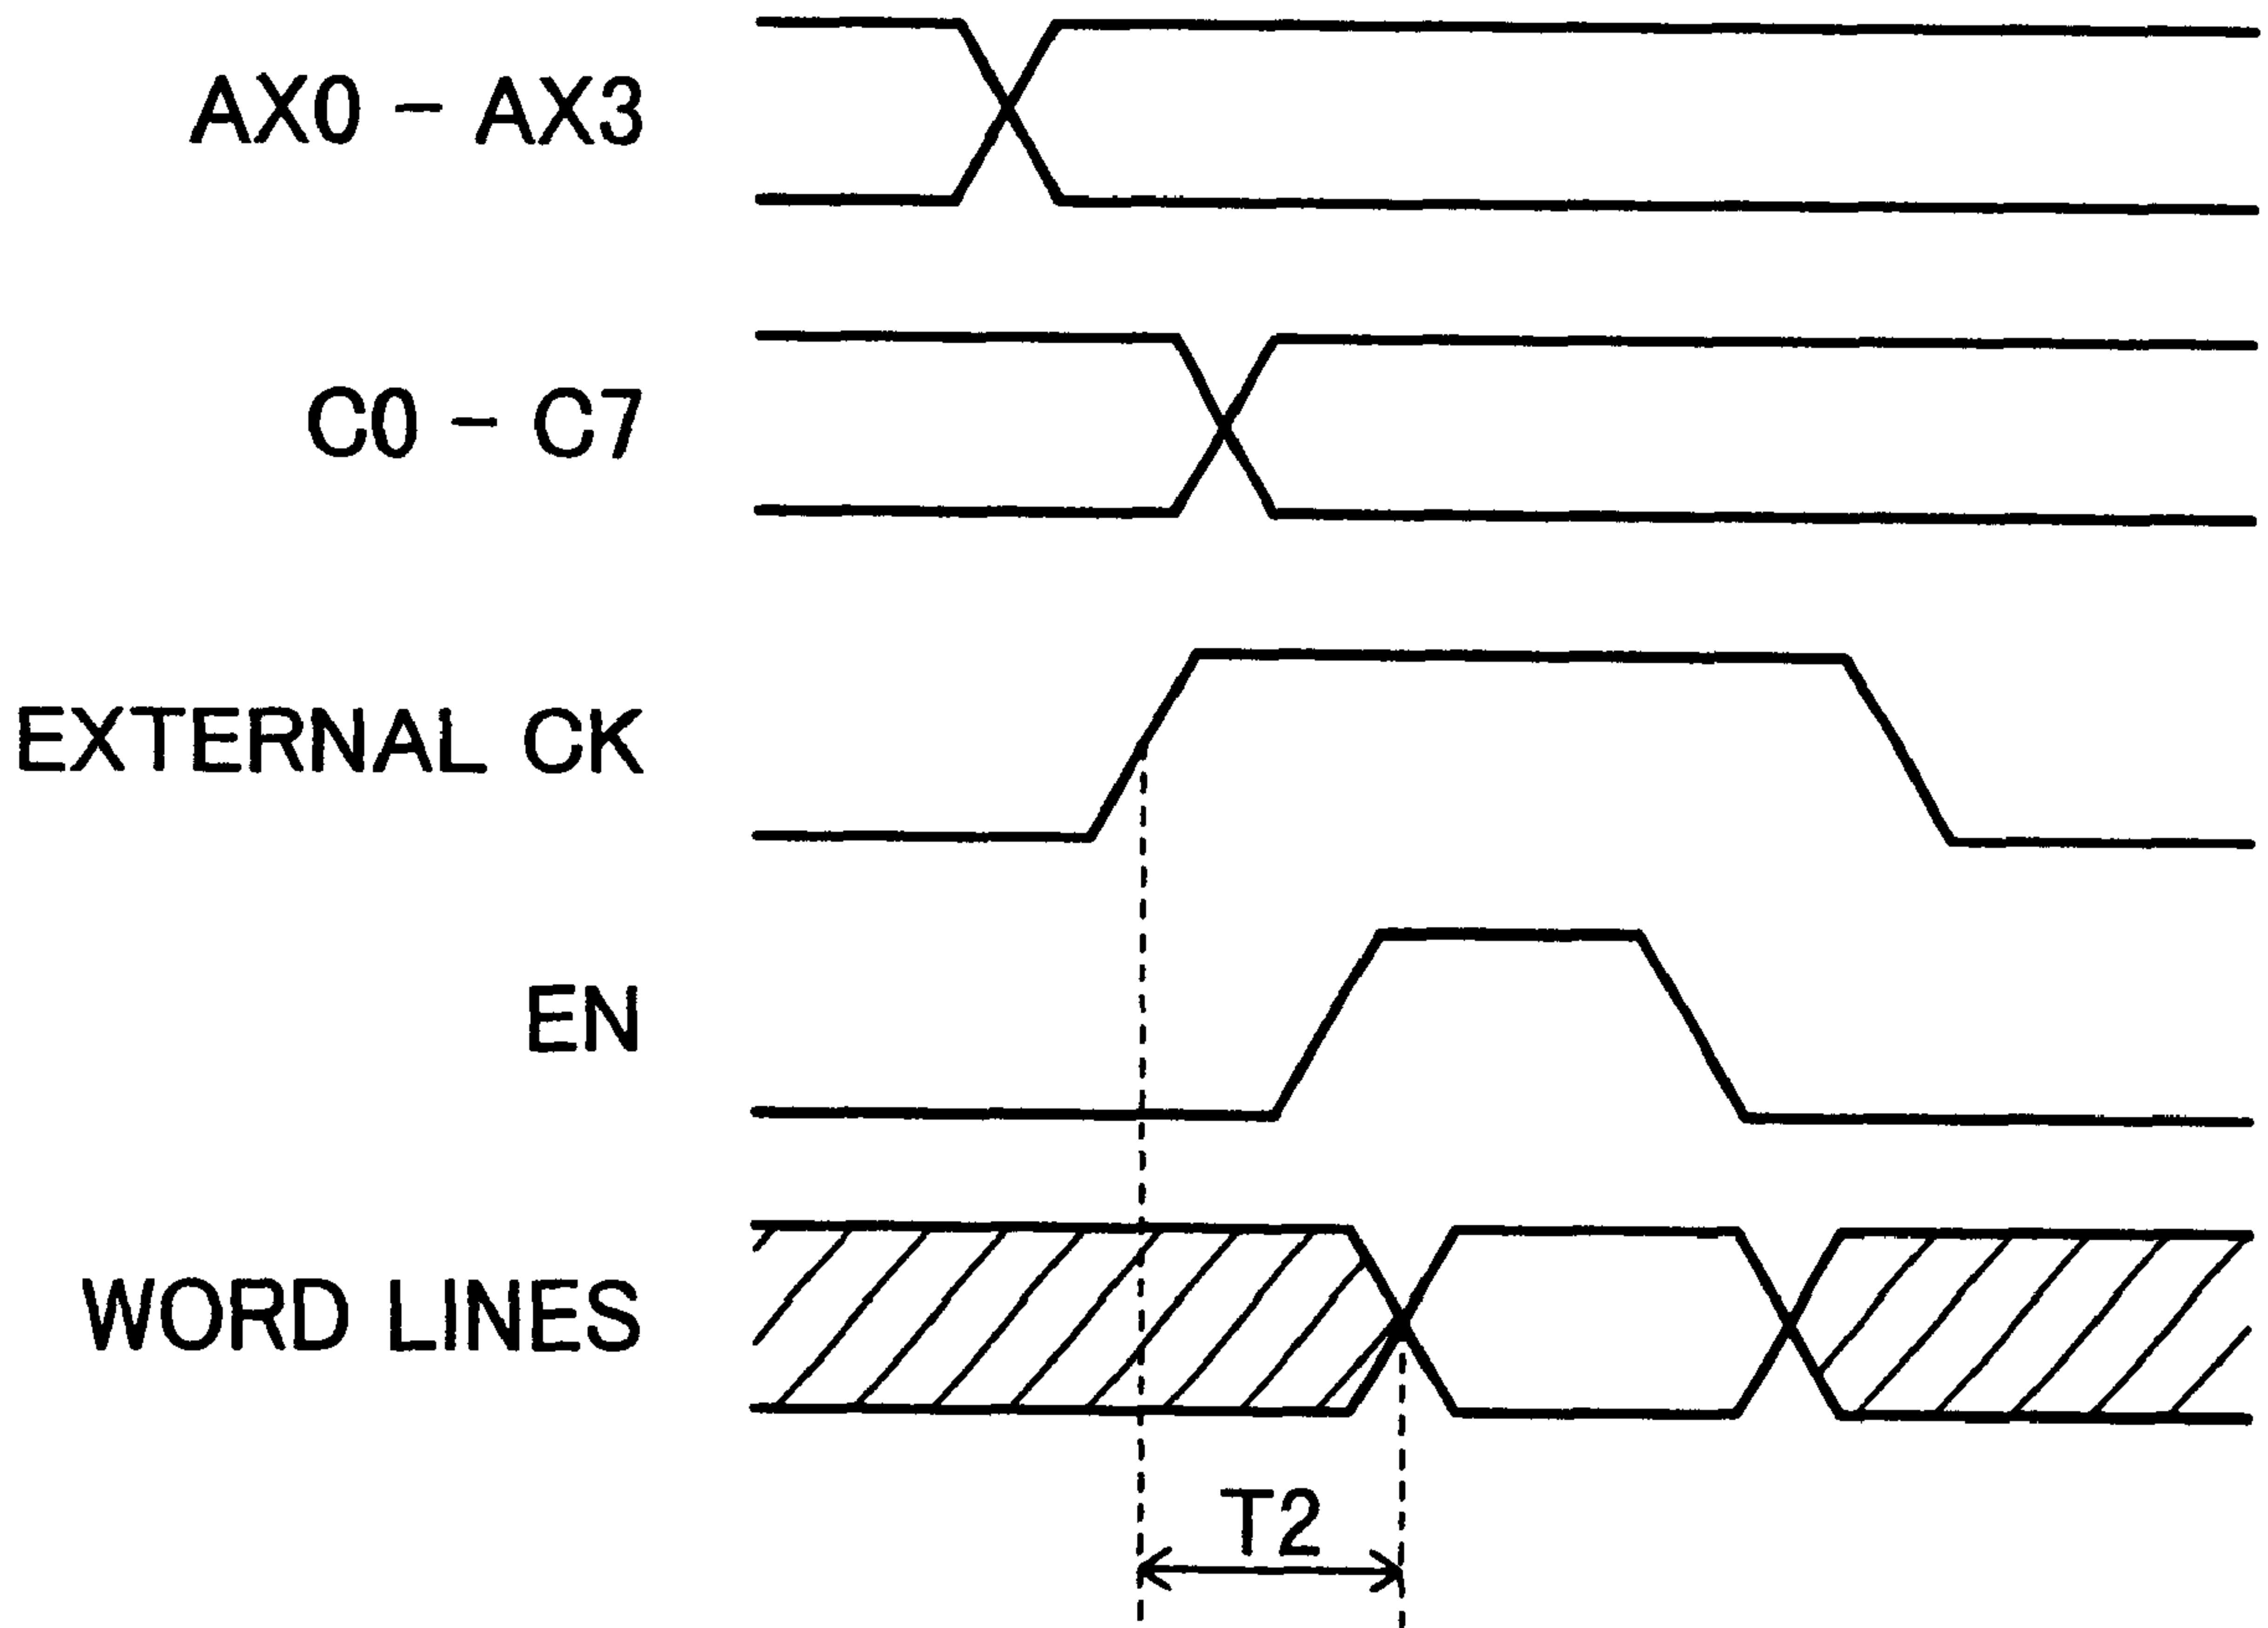 AX0 – AX3
C0 – C7
EXTERNAL CK
EN
WORD LINES
T2